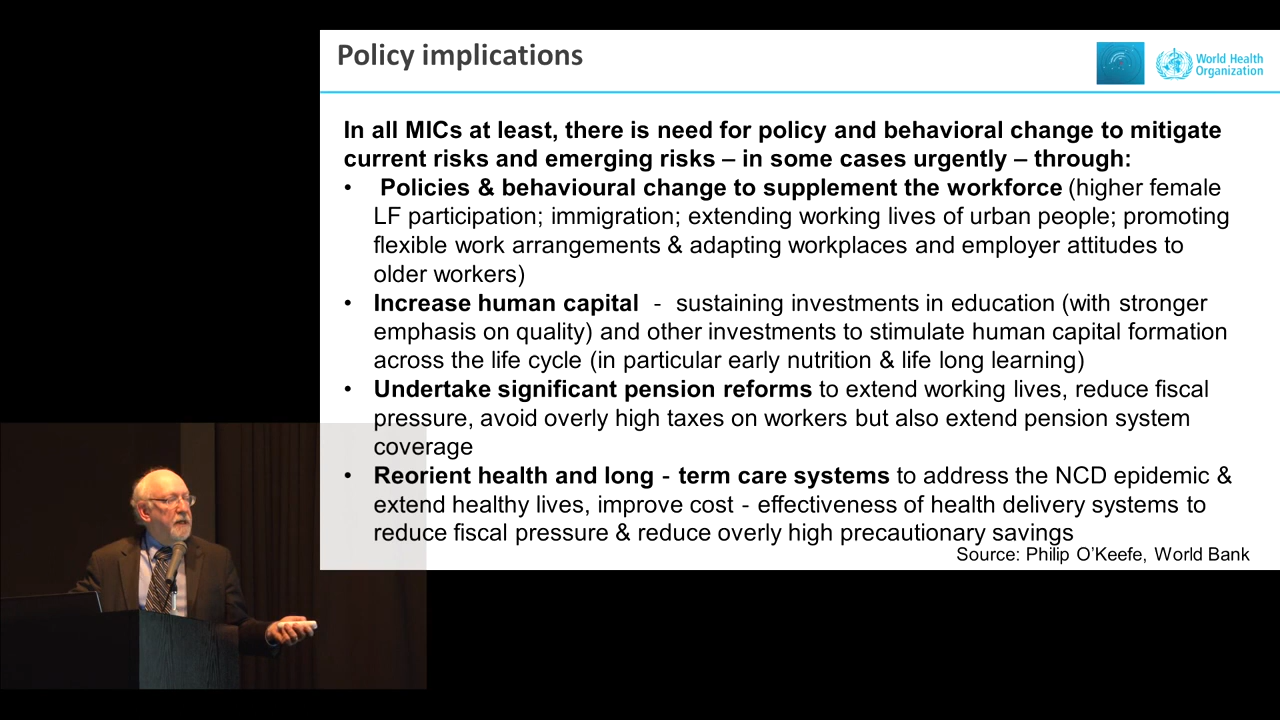 Policy implications
World Health
Organization
In all MICs at least, there is need for policy and behavioral change to mitigate
current risks and emerging risks – in some cases urgently – through:
• Policies & behavioural change to supplement the workforce (higher female
LF participation; immigration; extending working lives of urban people; promoting
flexible work arrangements & adapting workplaces and employer attitudes to
older workers)
• Increase human capital - sustaining investments in education (with stronger
emphasis on quality) and other investments to stimulate human capital formation
across the life cycle (in particular early nutrition & life long learning)
• Undertake significant pension reforms to extend working lives, reduce fiscal
pressure, avoid overly high taxes on workers but also extend pension system
coverage
• Reorient health and long - term care systems to address the NCD epidemic &
extend healthy lives, improve cost - effectiveness of health delivery systems to
reduce fiscal pressure & reduce overly high precautionary savings
Source: Philip O'Keefe, World Bank